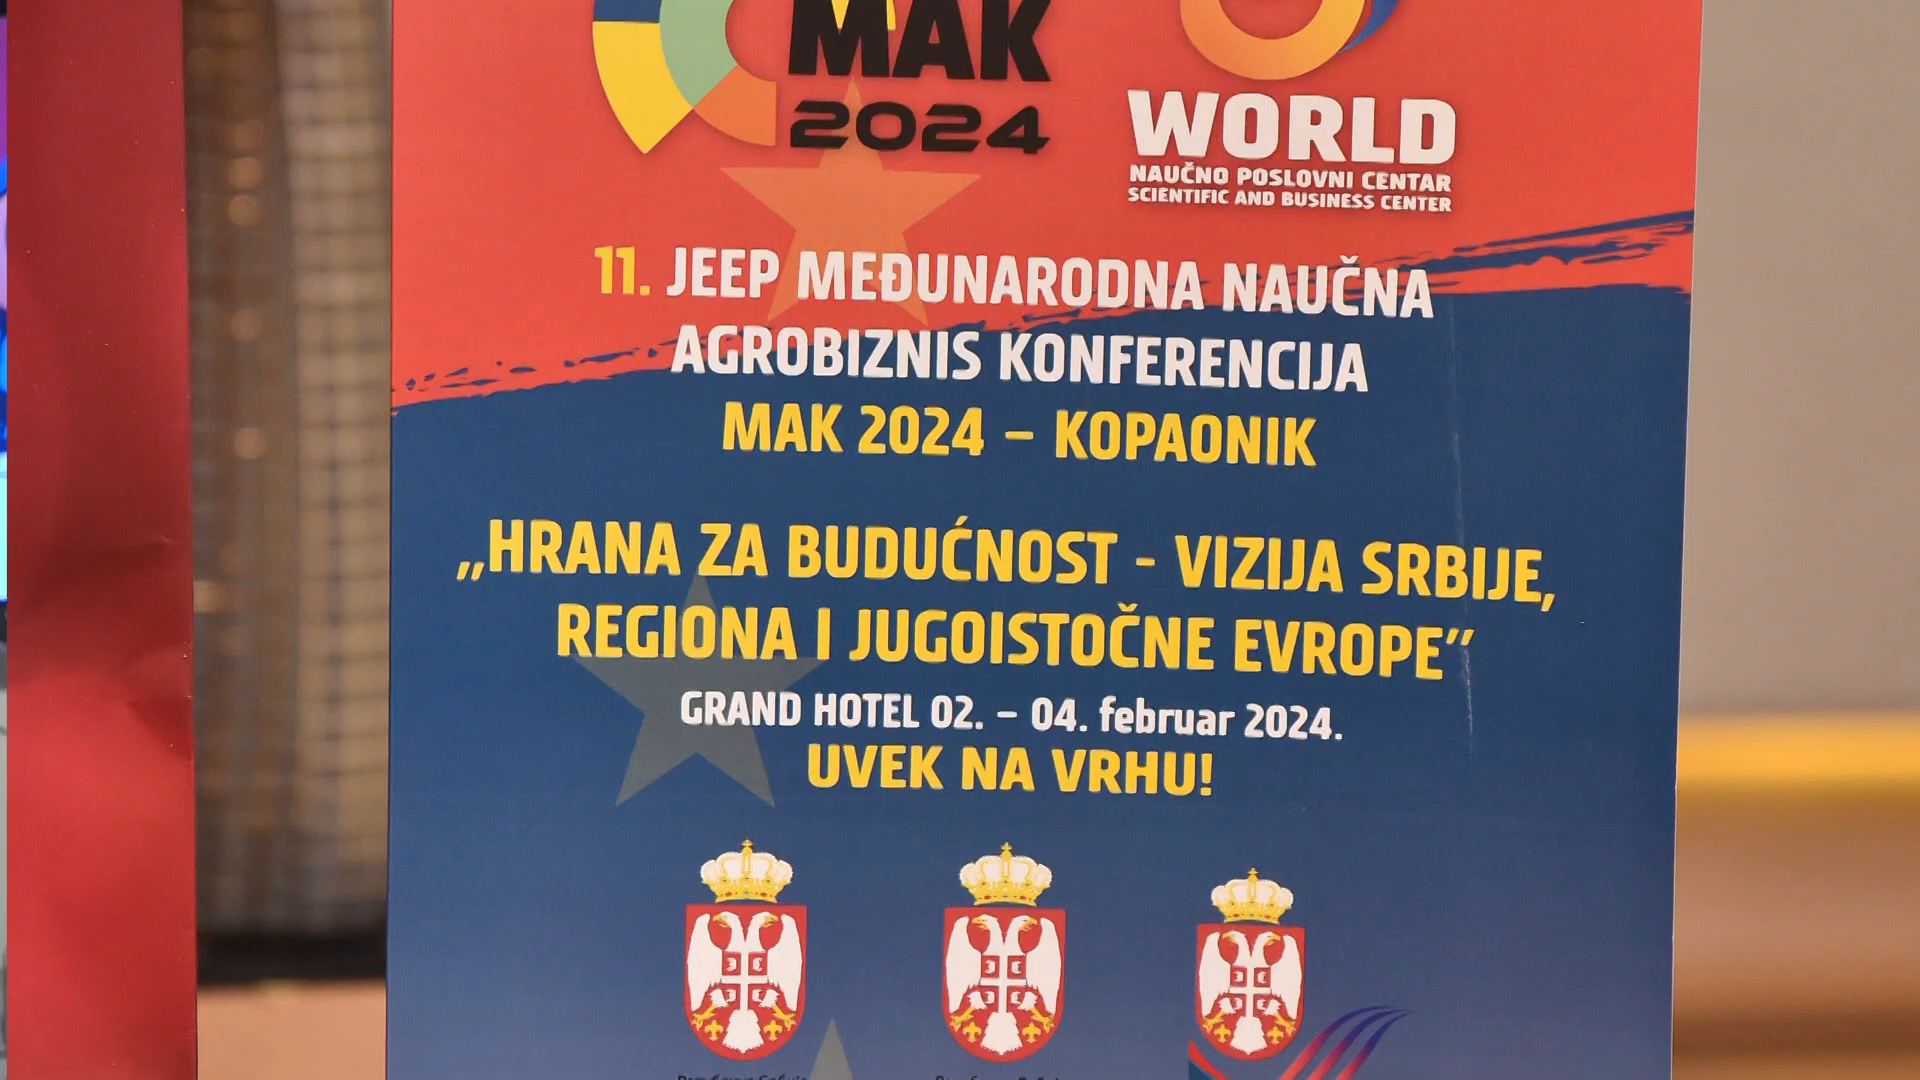 MAK
2024
WORLD
NAUČNO POSLOVNI CENTAR
SCIENTIFIC AND BUSINESS CENTER
11. JEEP MEĐUNARODNA NAUČNA
AGROBIZNIS KONFERENCIJA
MAK 2024 – KOPAONIK
„HRANA ZA BUDUĆNOST - VIZIJA SRBIJE,
REGIONA I JUGOISTOČNE EVROPE”
GRAND HOTEL 02. – 04. februar 2024.
UVEK NA VRHU!